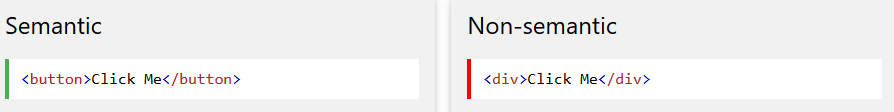 Semantic
<button>Click Me</button>
Non-semantic
<div>Click Me</div>